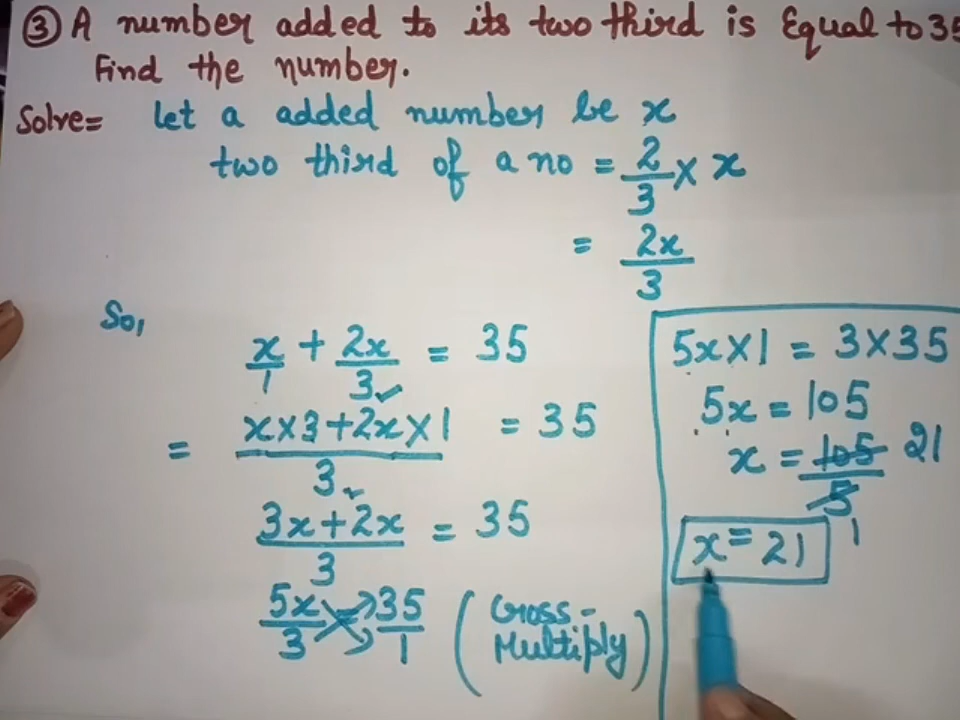 ③ A number added to its two third is Equal to 35
Find the number.
Solve= let a added number be x
two third of a no = 2/3 × x
= 2x/3
So,
x/1 + 2x/3 = 35
= x×3+2x×1/3 = 35
3x+2x/3 = 35
5x/3 = 35/1 (Cross-
Multiply)
5x×1 = 3×35
5x = 105
x = 105/5 21
1
x = 21